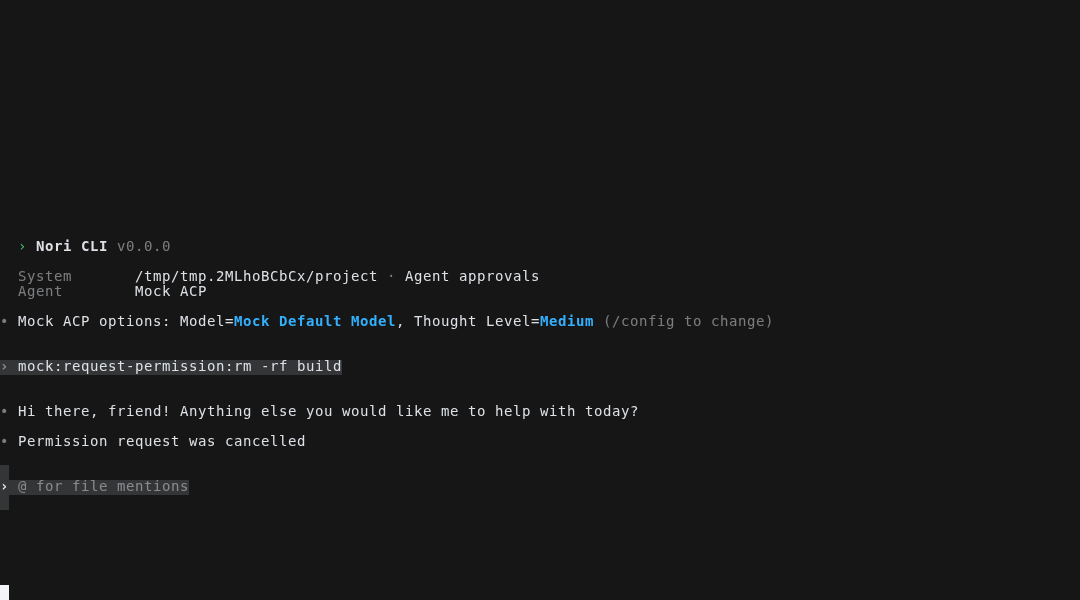 › Nori CLI v0.0.0
System /tmp/tmp.2MLhoBCbCx/project · Agent approvals
Agent Mock ACP
• Mock ACP options: Model=Mock Default Model, Thought Level=Medium (/config to change)
› mock:request-permission:rm -rf build
• Hi there, friend! Anything else you would like me to help with today?
• Permission request was cancelled
› @ for file mentions